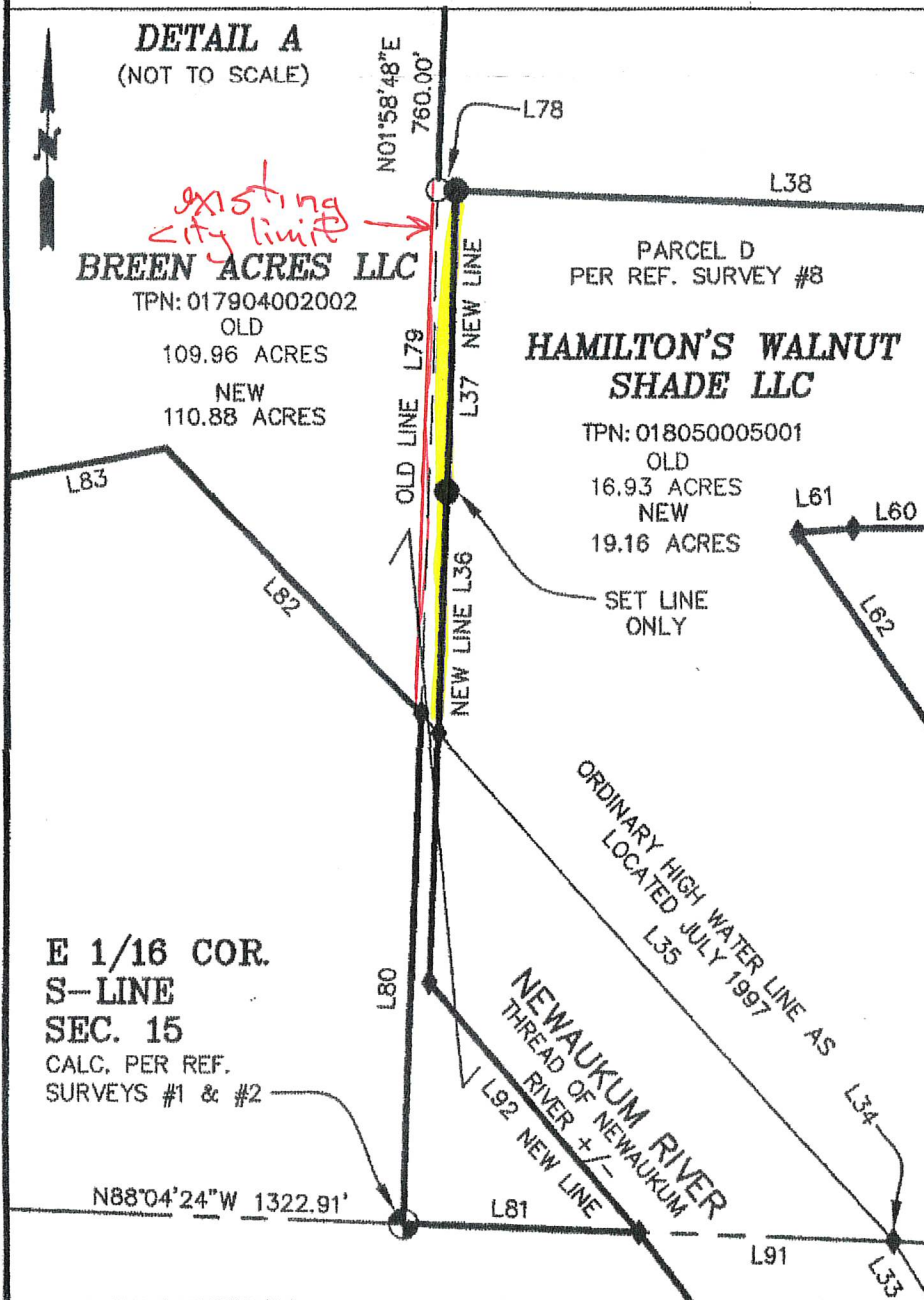 DETAIL A
(NOT TO SCALE)
N
N01°58'48"E
760.00'
L78
L38
existing
city limit
BREEN ACRES LLC
TPN: 017904002002
OLD
109.96 ACRES
NEW
110.88 ACRES
PARCEL D
PER REF. SURVEY #8
HAMILTON'S WALNUT
SHADE LLC
TPN: 018050005001
OLD
16.93 ACRES
NEW
19.16 ACRES
OLD LINE L79
L37 NEW LINE
L83
L82
L61
L60
L62
NEW LINE L36
SET LINE
ONLY
ORDINARY HIGH WATER LINE AS
LOCATED JULY 1997
L35
E 1/16 COR.
S-LINE
SEC. 15
CALC. PER REF.
SURVEYS #1 & #2
L80
NEWAUKUM RIVER
THREAD OF NEWAUKUM
RIVER +/-
L92 NEW LINE
L34
N88°04'24"W 1322.91'
L81
L91
L33